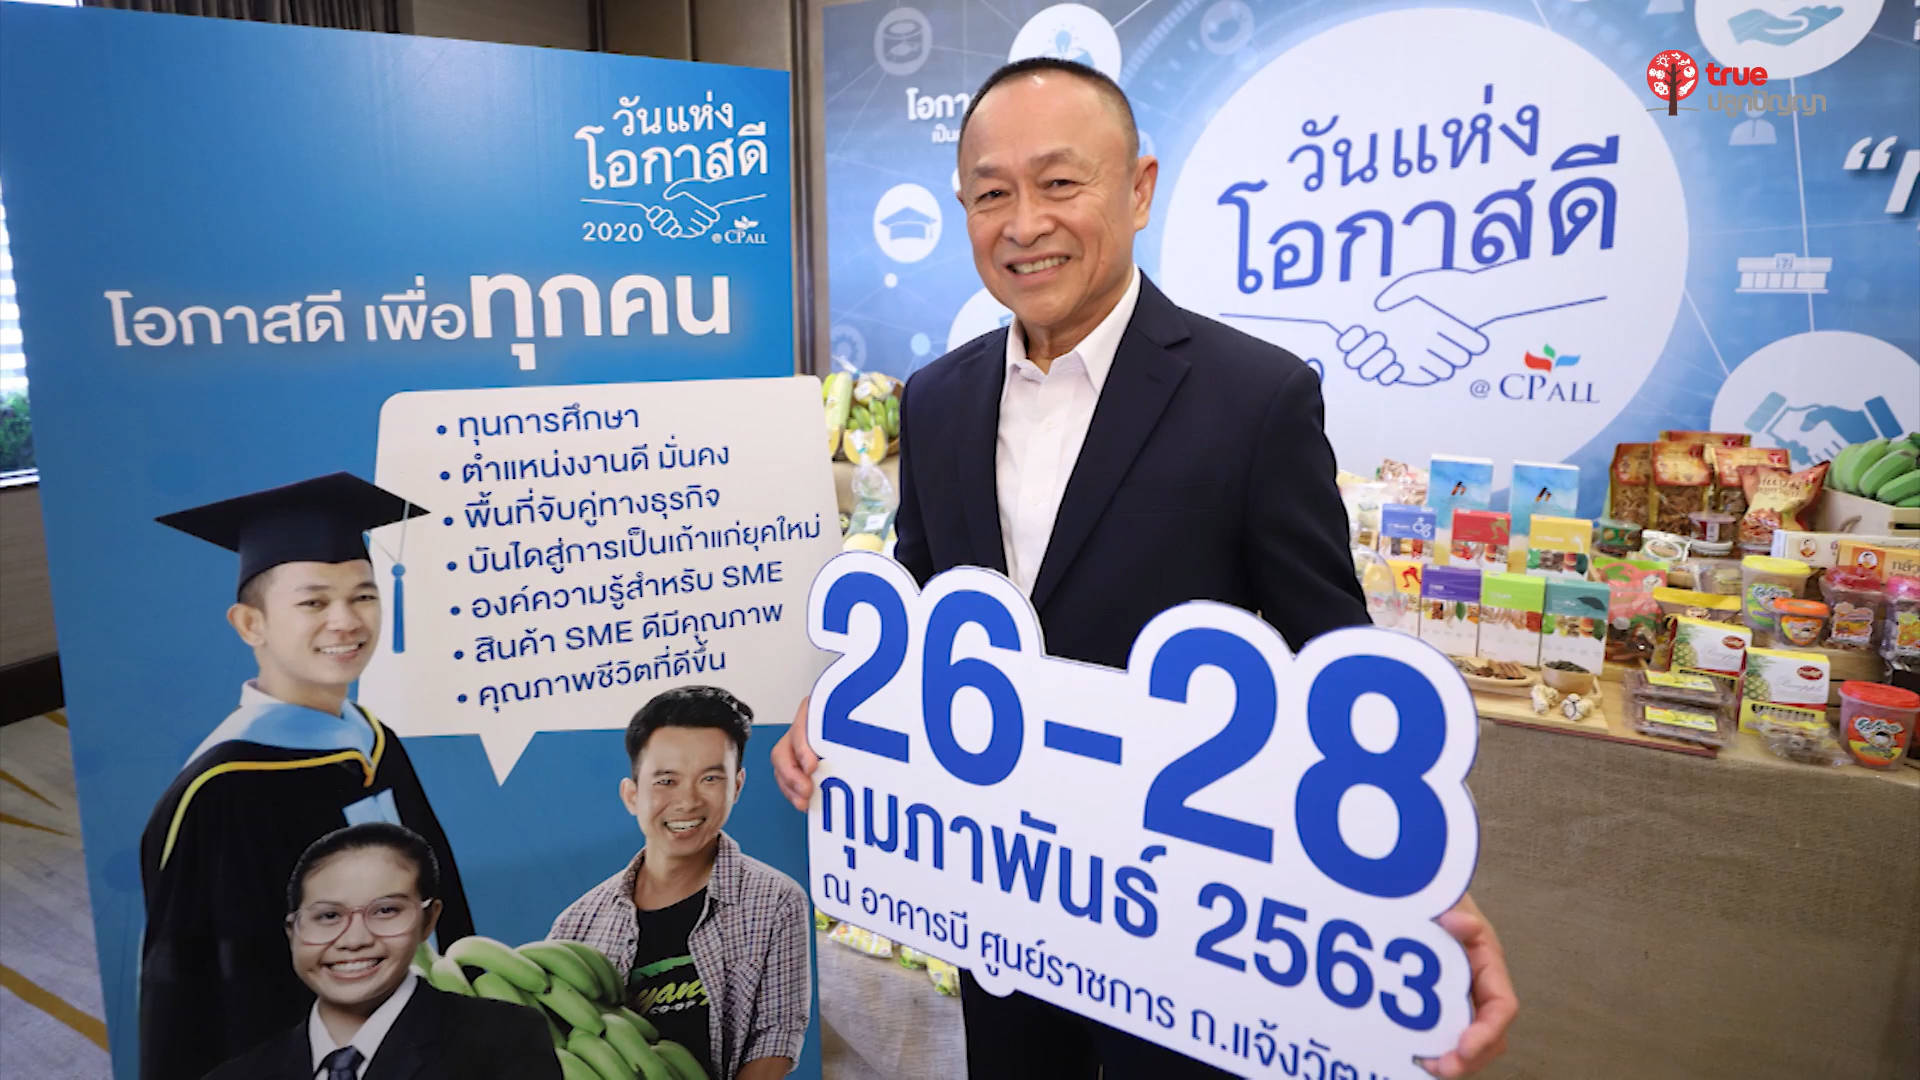 วันแห่ง
โอกาสดี
2020
@ CPALL
โอกาสดี เพื่อทุกคน
• ทุนการศึกษา
• ตำแหน่งงานดี มั่นคง
• พื้นที่จับคู่ทางธุรกิจ
• บันไดสู่การเป็นเถ้าแก่ยุคใหม่
• องค์ความรู้สำหรับ SME
• สินค้า SME ดีมีคุณภาพ
• คุณภาพชีวิตที่ดีขึ้น
วันแห่ง
โอกาสดี
@ CPALL
true
ปลูกปัญญา
26-28
กุมภาพันธ์ 2563
ณ อาคารบี ศูนย์ราชการ ถ.แจ้งวัฒ